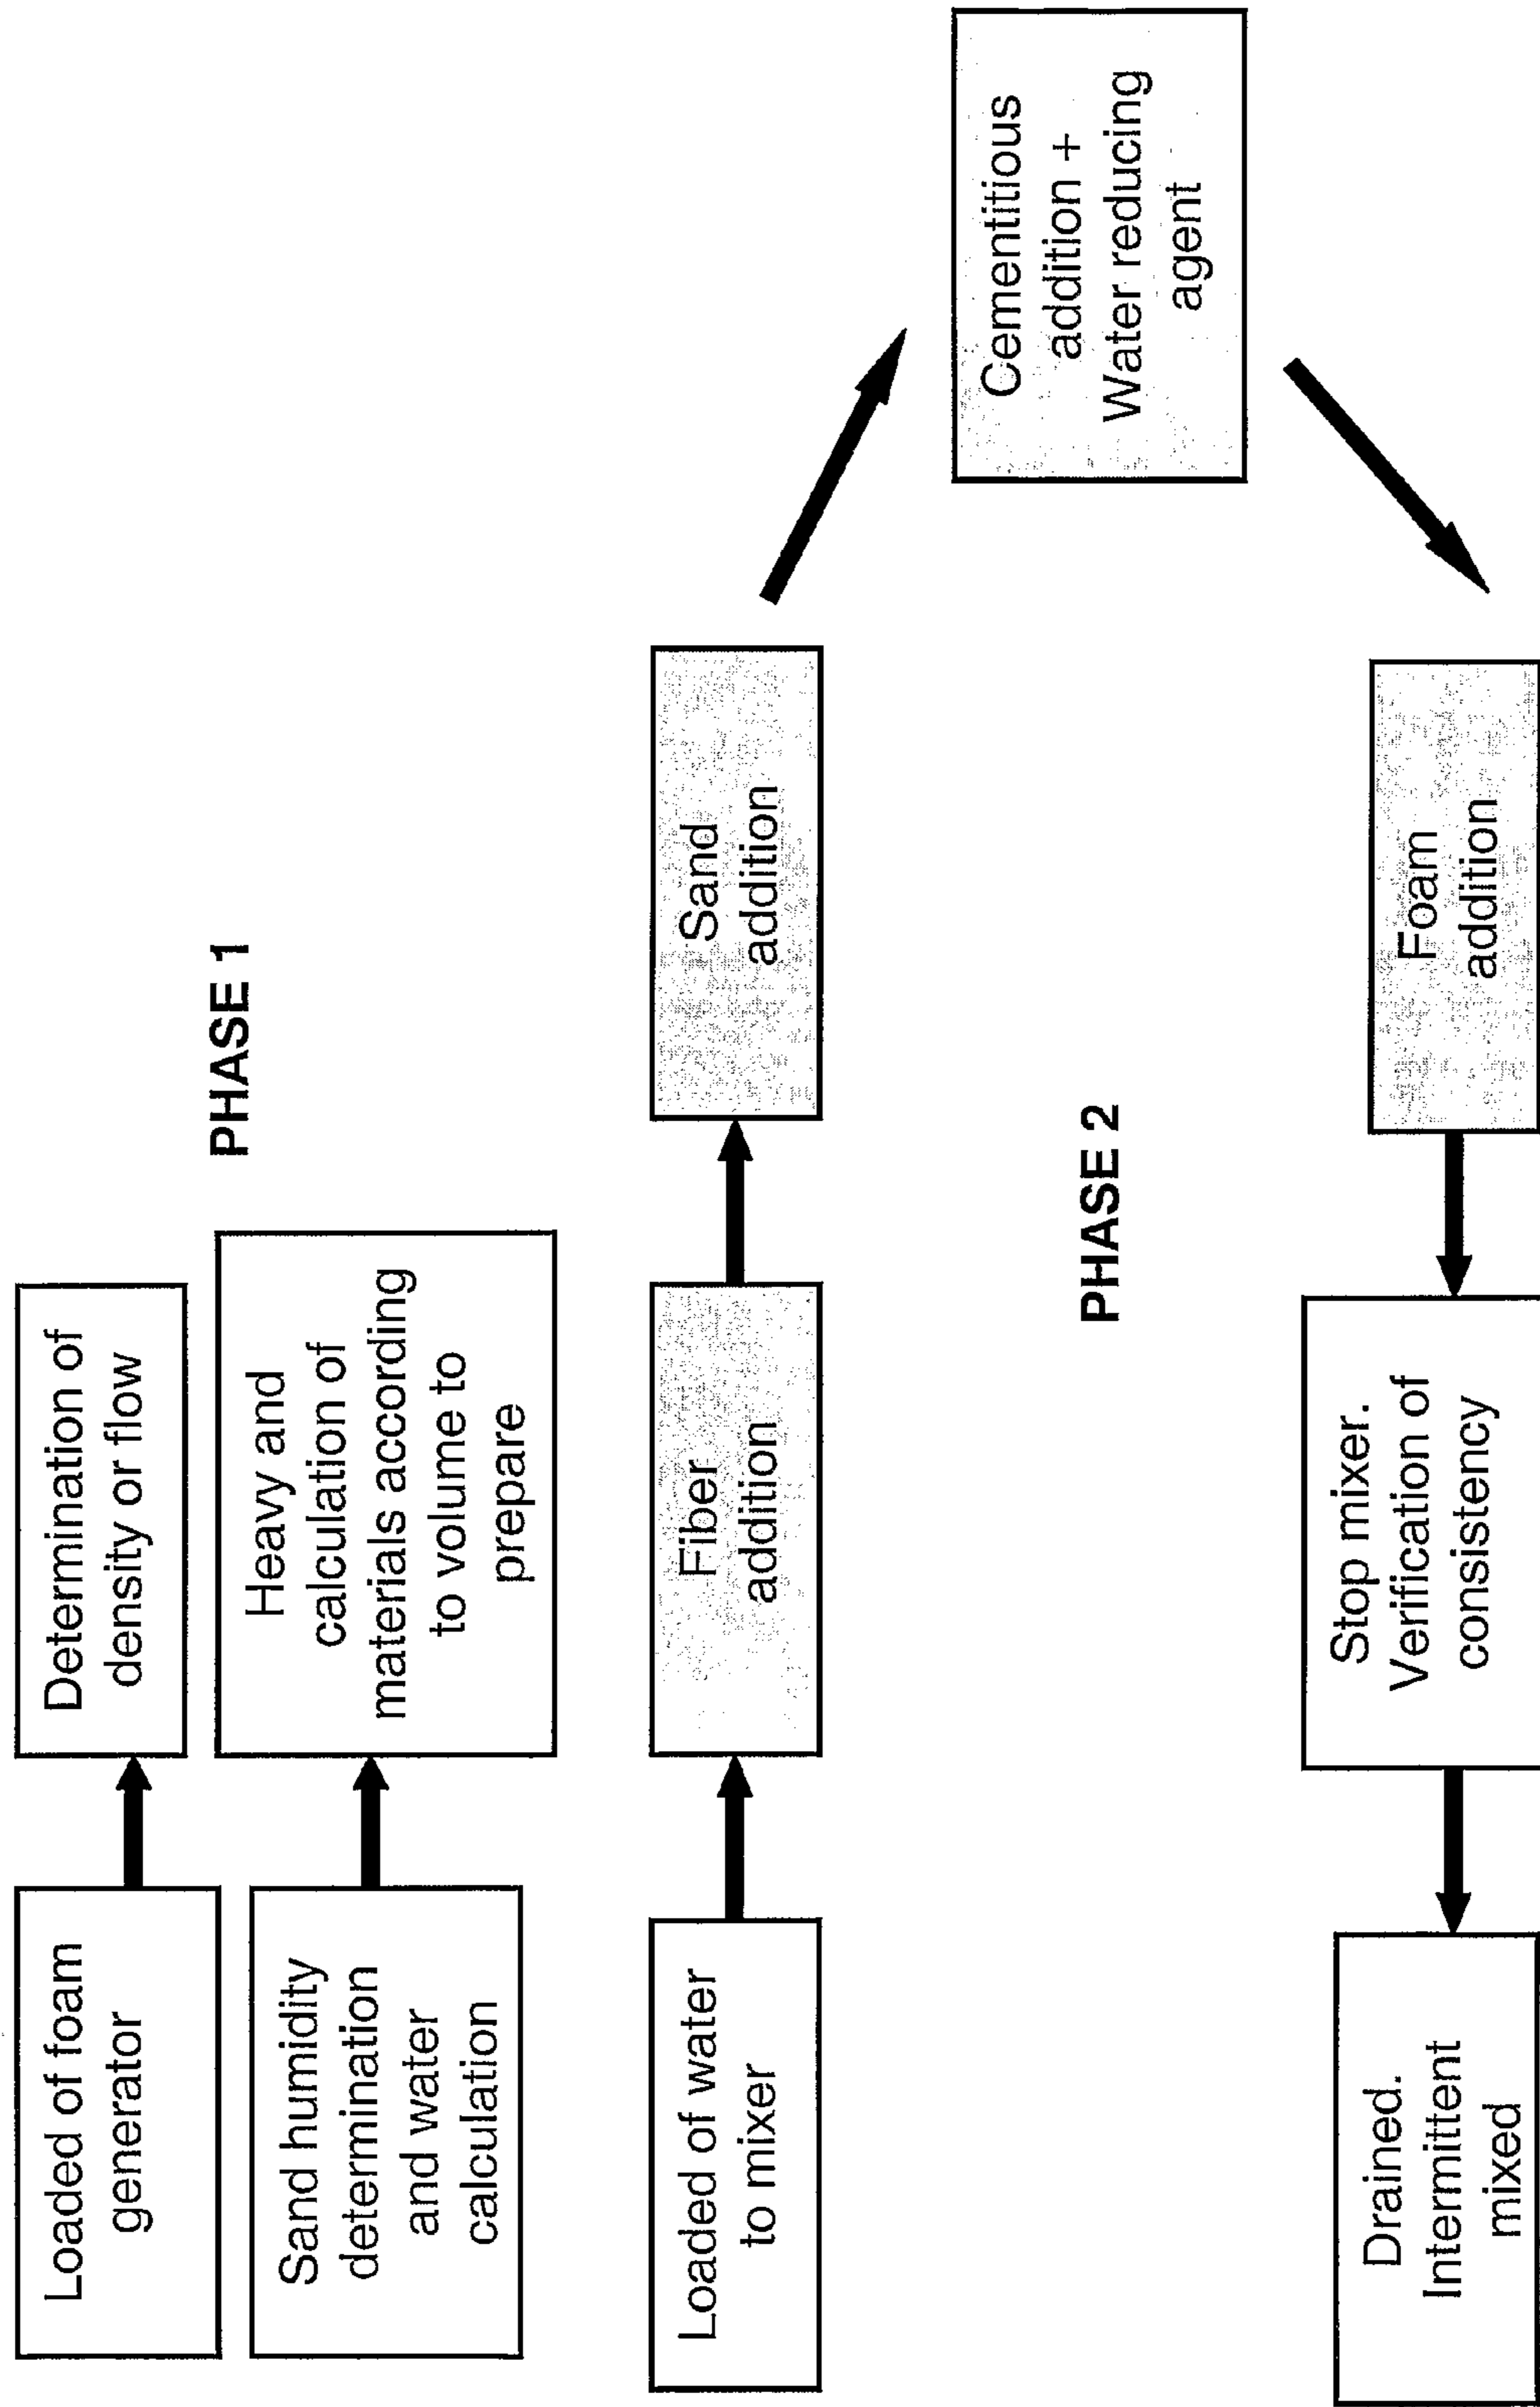 Loaded of foam
generator
Determination of
density or flow
PHASE 1
Sand humidity
determination
and water
calculation
Heavy and
calculation of
materials according
to volume to
prepare
Loaded of water
to mixer
Fiber
addition
Sand
addition
Cementitious
addition +
Water reducing
agent
PHASE 2
Drained.
Intermittent
mixed
Stop mixer.
Verification of
consistency
Foam
addition